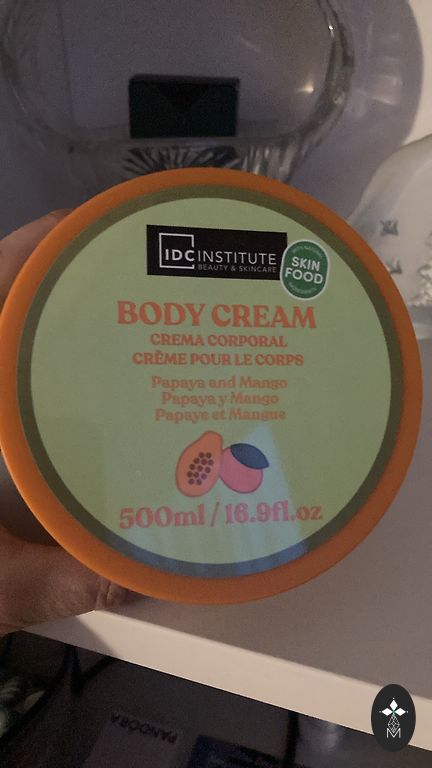 IDC INSTITUTE
BEAUTY & SKINCARE
SKIN
FOOD
BODY CREAM
CREMA CORPORAL
CRÈME POUR LE CORPS
Papaya and Mango
Papaya y Mango
Papaye et Mangue
500ml / 16.9fl.oz
PANDORA
M